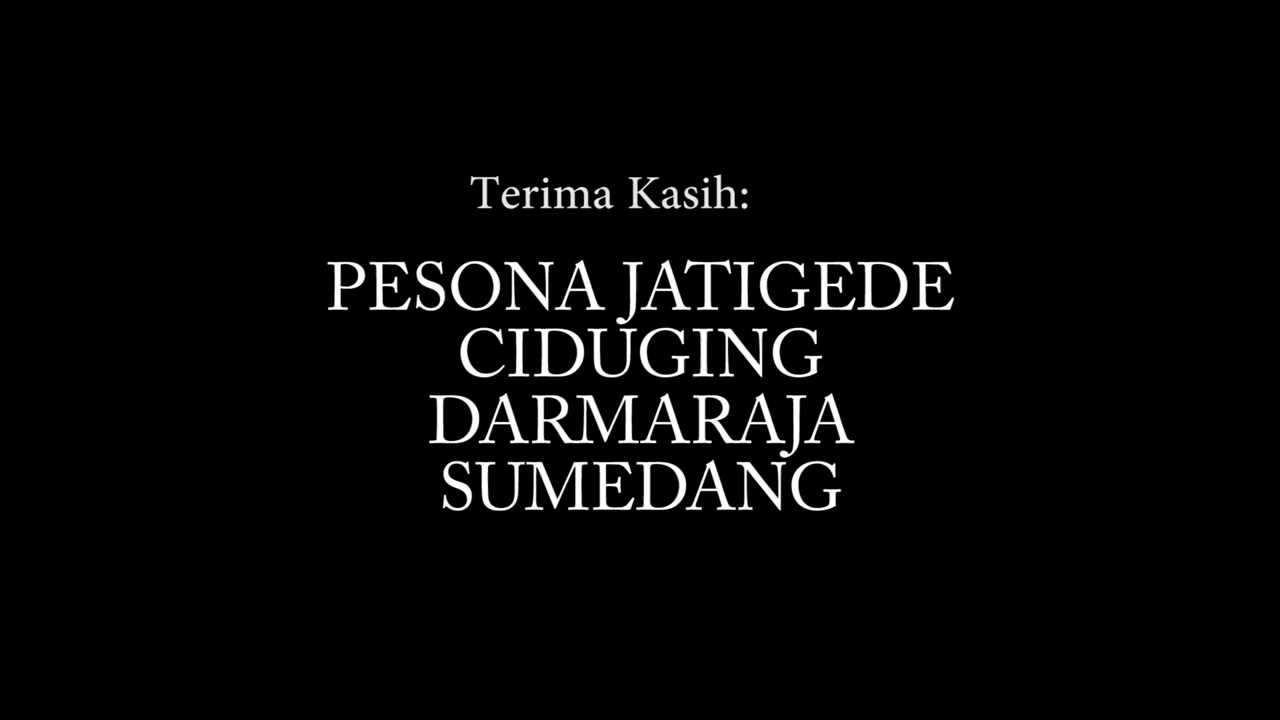 Terima Kasih:
PESONA JATIGEDE
CIDUGING
DARMARAJA
SUMEDANG